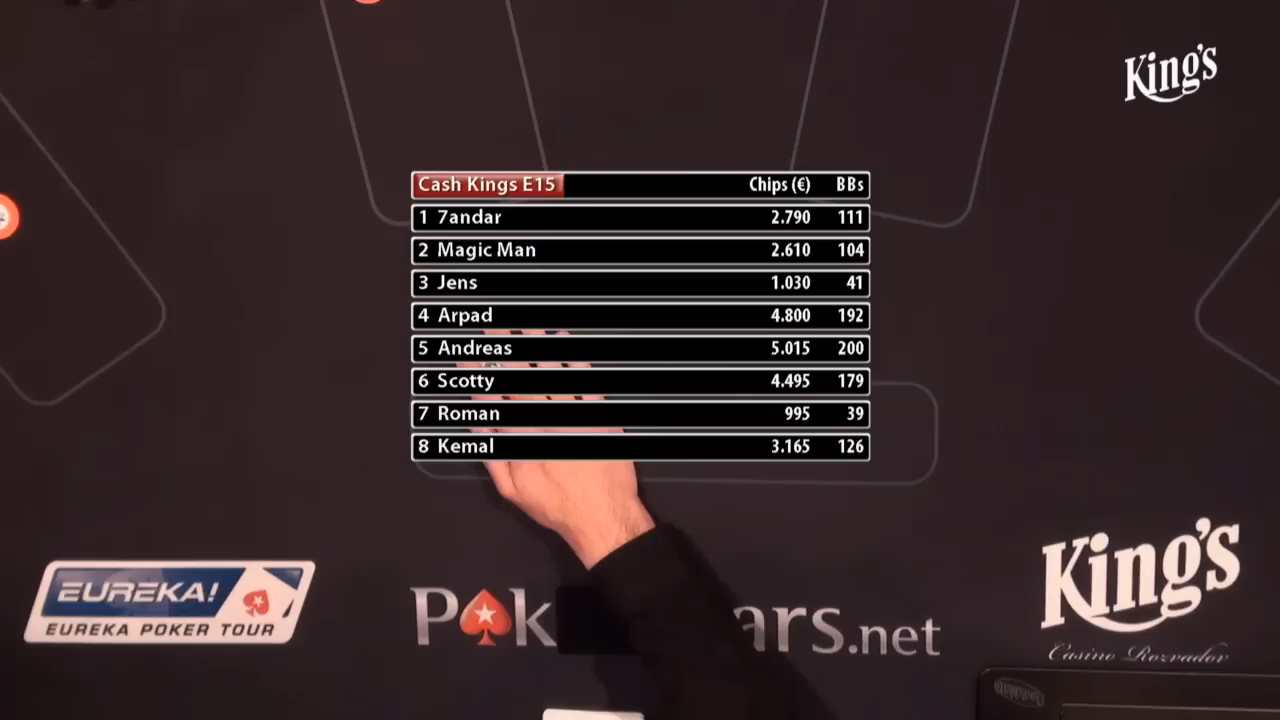 King's
Cash Kings E15 Chips (€) BBs
1 7andar 2.790 111
2 Magic Man 2.610 104
3 Jens 1.030 41
4 Arpad 4.800 192
5 Andreas 5.015 200
6 Scotty 4.495 179
7 Roman 995 39
8 Kemal 3.165 126
EUREKA!
EUREKA POKER TOUR
Pok ars.net
King's
Casino Rozvadov